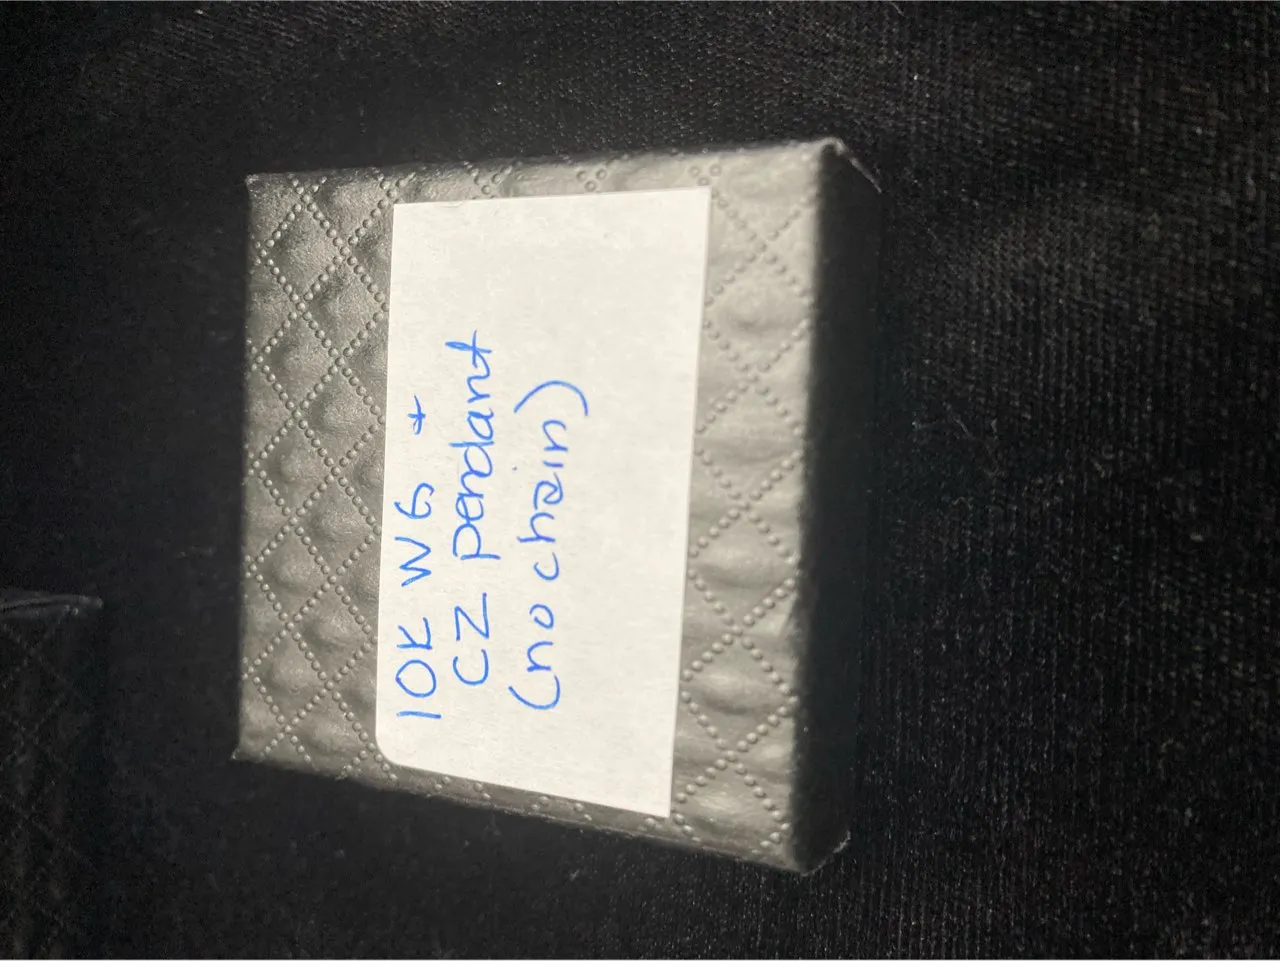 10K WG +
CZ pendant
(no chain)